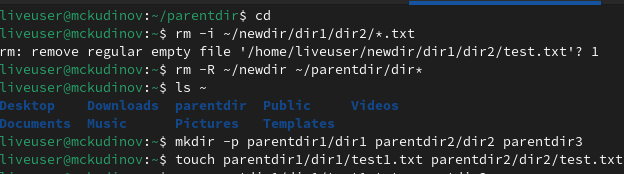 liveuser@mckudinov:~/parentdir$ cd
liveuser@mckudinov:~$ rm -i ~/newdir/dir1/dir2/*.txt
rm: remove regular empty file '/home/liveuser/newdir/dir1/dir2/test.txt'? 1
liveuser@mckudinov:~$ rm -R ~/newdir ~/parentdir/dir*
liveuser@mckudinov:~$ ls ~
Desktop Downloads parentdir Public Videos
Documents Music Pictures Templates
liveuser@mckudinov:~$ mkdir -p parentdir1/dir1 parentdir2/dir2 parentdir3
liveuser@mckudinov:~$ touch parentdir1/dir1/test1.txt parentdir2/dir2/test.txt